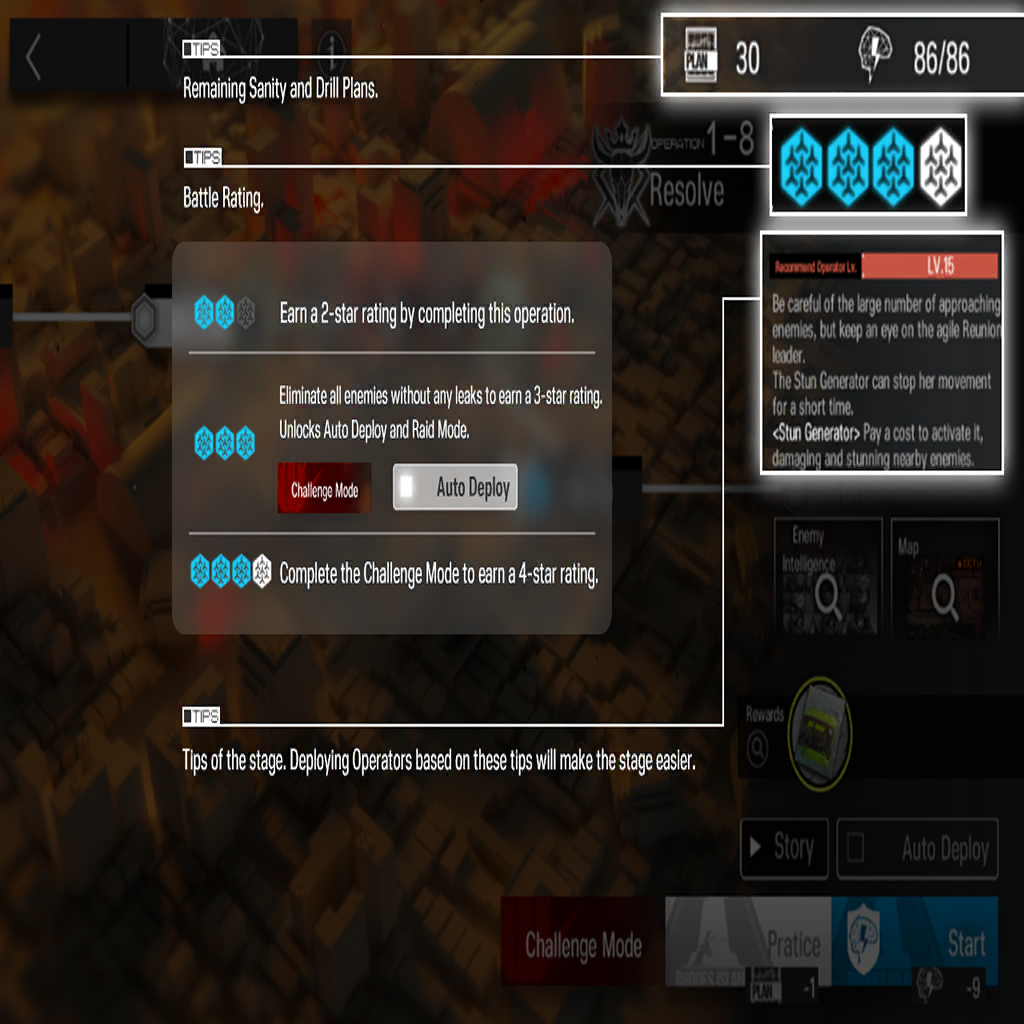 TIPS
PLAN
30
86/86
Remaining Sanity and Drill Plans.
TIPS
OPERATION 1-8
Battle Rating.
Resolve
Recommend Operator Lv.
LV.15
Be careful of the large number of approaching
enemies, but keep an eye on the agile Reunion
leader.
The Stun Generator can stop her movement
for a short time.
<Stun Generator> Pay a cost to activate it,
damaging and stunning nearby enemies.
Earn a 2-star rating by completing this operation.
Eliminate all enemies without any leaks to earn a 3-star rating.
Unlocks Auto Deploy and Raid Mode.
Challenge Mode
Auto Deploy
Complete the Challenge Mode to earn a 4-star rating.
Enemy
Intelligence
Map
CCTV
TIPS
Rewards
Tips of the stage. Deploying Operators based on these tips will make the stage easier.
Story
Auto Deploy
Challenge Mode
Pratice
Start
RHODES ISLAN
PLAN
-1
-9